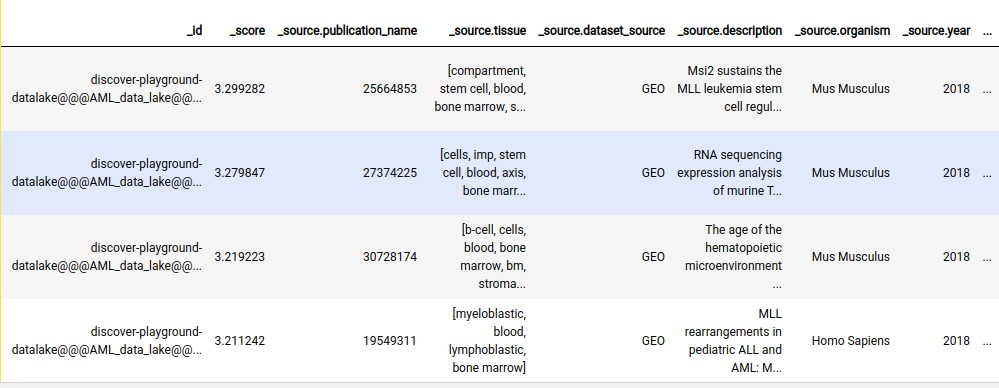 _id _score _source.publication_name _source.tissue _source.dataset_source _source.description _source.organism _source.year ...
discover-playground-
datalake@@@AML_data_lake@@... 3.299282 25664853 [compartment,
stem cell, blood,
bone marrow, s... GEO Msi2 sustains the
MLL leukemia stem
cell regul... Mus Musculus 2018 ...
discover-playground-
datalake@@@AML_data_lake@@... 3.279847 27374225 [cells, imp, stem
cell, blood, axis,
bone marr... GEO RNA sequencing
expression analysis
of murine T... Mus Musculus 2018 ...
discover-playground-
datalake@@@AML_data_lake@@... 3.219223 30728174 [b-cell, cells,
blood, bone
marrow, bm,
stroma... GEO The age of the
hematopoietic
microenvironment
... Mus Musculus 2018 ...
discover-playground-
datalake@@@AML_data_lake@@... 3.211242 19549311 [myeloblastic,
blood,
lymphoblastic,
bone marrow] GEO MLL
rearrangements in
pediatric ALL and
AML: M... Homo Sapiens 2018 ...